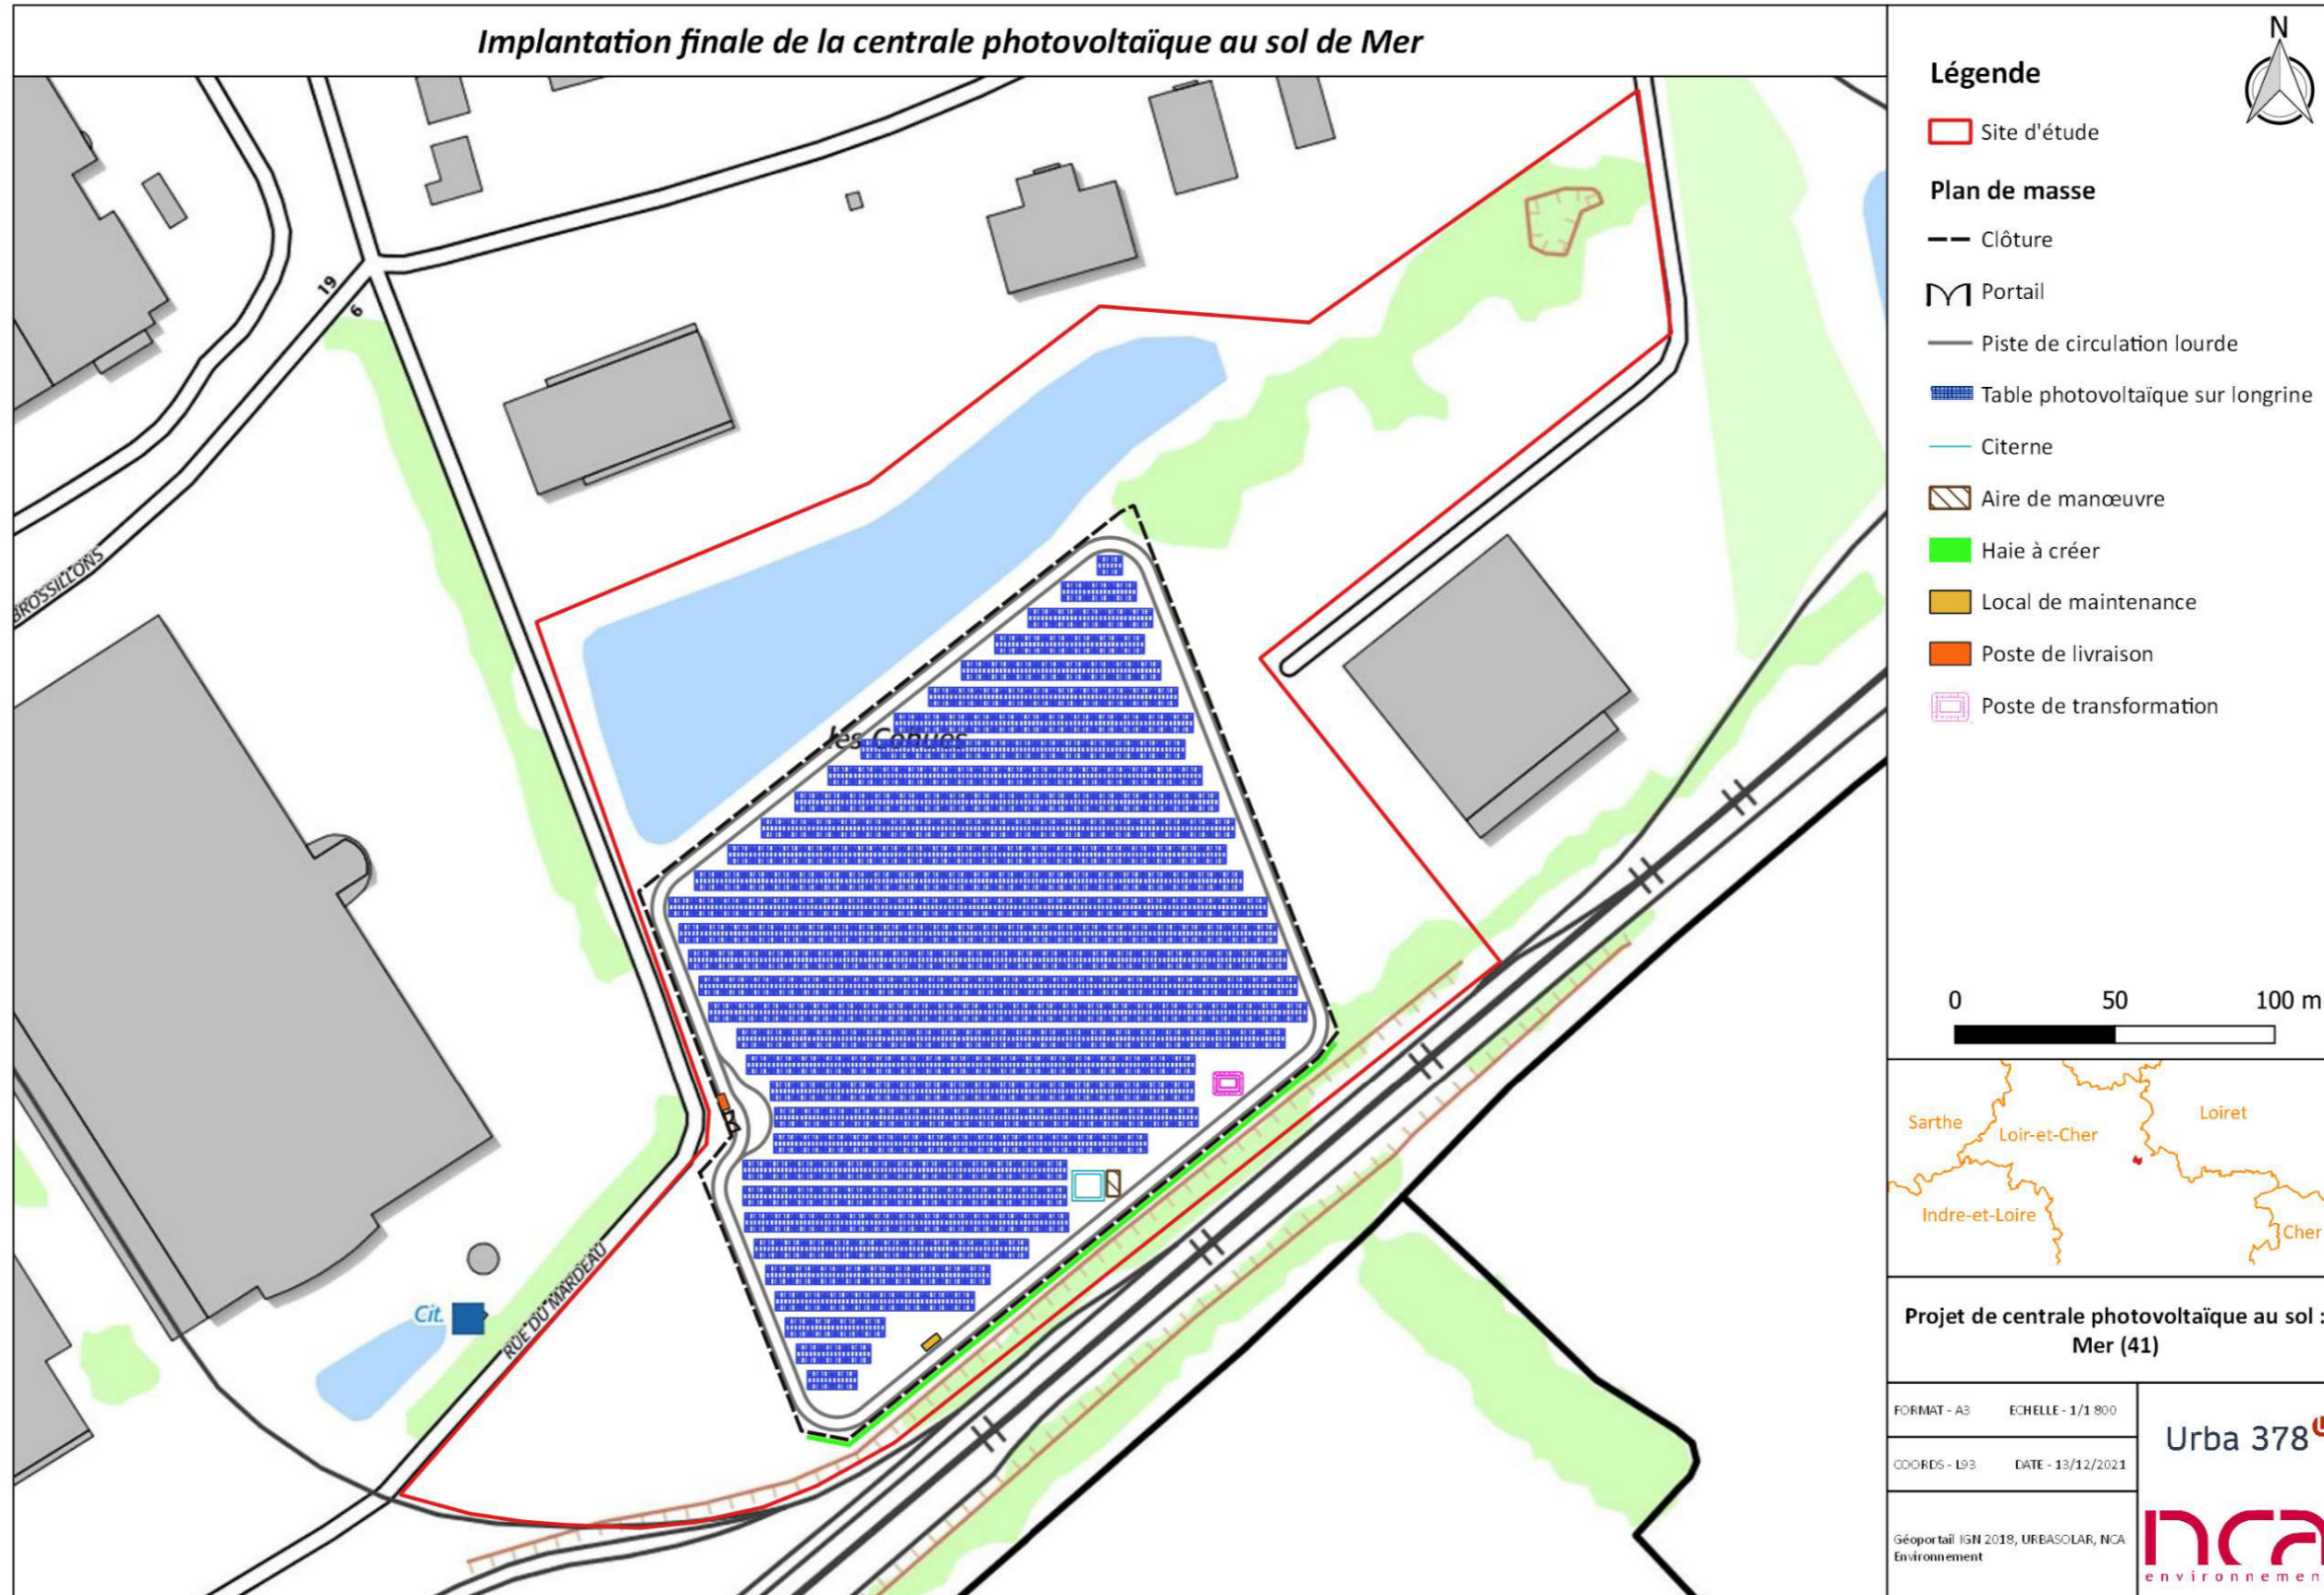 Implantation finale de la centrale photovoltaïque au sol de Mer
N
Légende
Site d'étude
Plan de masse
Clôture
Portail
Piste de circulation lourde
Table photovoltaïque sur longrine
Citerne
Aire de manœuvre
Haie à créer
Local de maintenance
Poste de livraison
Poste de transformation
19
6
BROSSILLONS
les Cohues
Cit.
RUE DU MARDEAU
0 50 100 m
Sarthe
Loir-et-Cher
Loiret
Indre-et-Loire
Cher
Projet de centrale photovoltaïque au sol :
Mer (41)
FORMAT - A3 ECHELLE - 1/1 800
COORDS - L93 DATE - 13/12/2021
Urba 378
Géoportail IGN 2018, URBASOLAR, NCA
Environnement
nca
environnemen